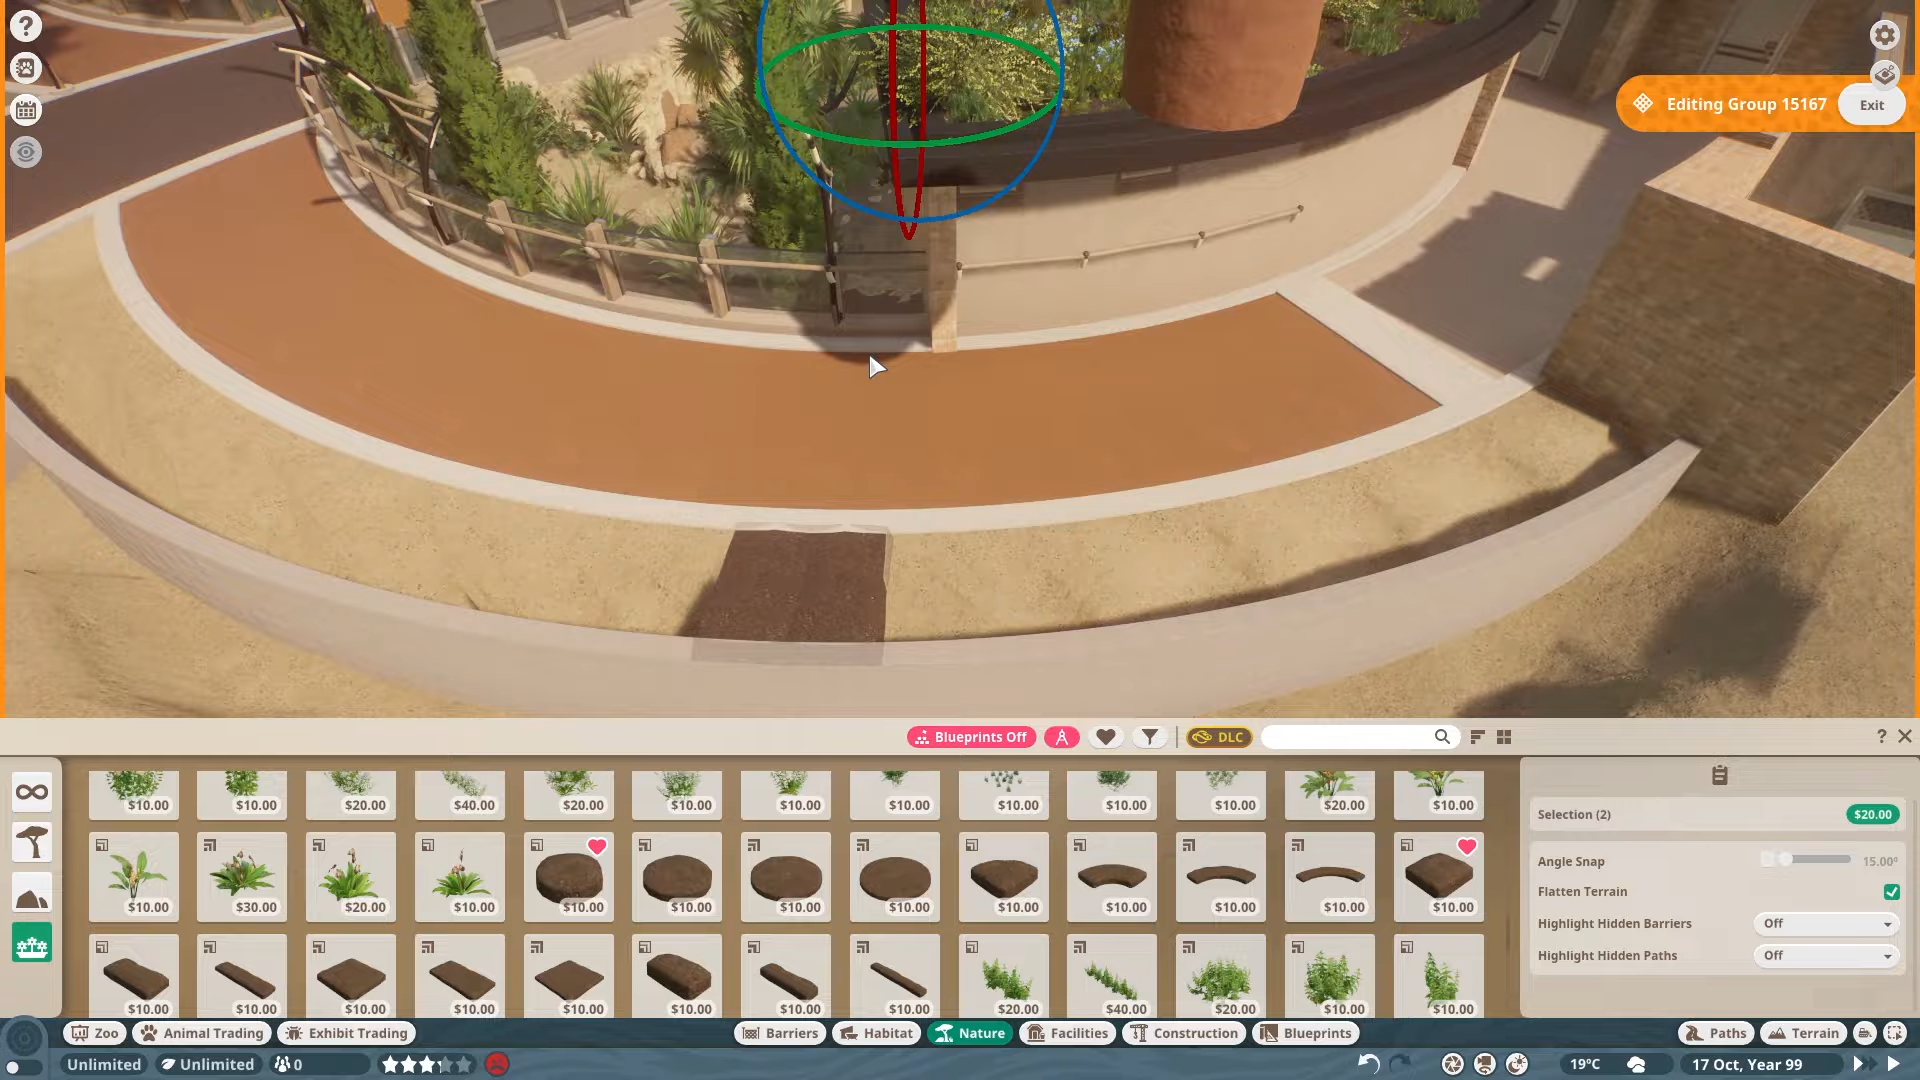 ?
Editing Group 15167
Exit
Blueprints Off
DLC
?
$10.00 $10.00 $20.00 $40.00 $20.00 $10.00 $10.00 $10.00 $10.00 $10.00 $10.00 $20.00 $10.00
$10.00 $30.00 $20.00 $10.00 $10.00 $10.00 $10.00 $10.00 $10.00 $10.00 $10.00 $10.00 $10.00
$10.00 $10.00 $10.00 $10.00 $10.00 $10.00 $10.00 $10.00 $20.00 $40.00 $20.00 $10.00 $10.00
Selection (2) $20.00
Angle Snap 15.00º
Flatten Terrain
Highlight Hidden Barriers Off
Highlight Hidden Paths Off
Zoo Animal Trading Exhibit Trading Barriers Habitat Nature Facilities Construction Blueprints Paths Terrain
Unlimited Unlimited 0 19°C 17 Oct, Year 99